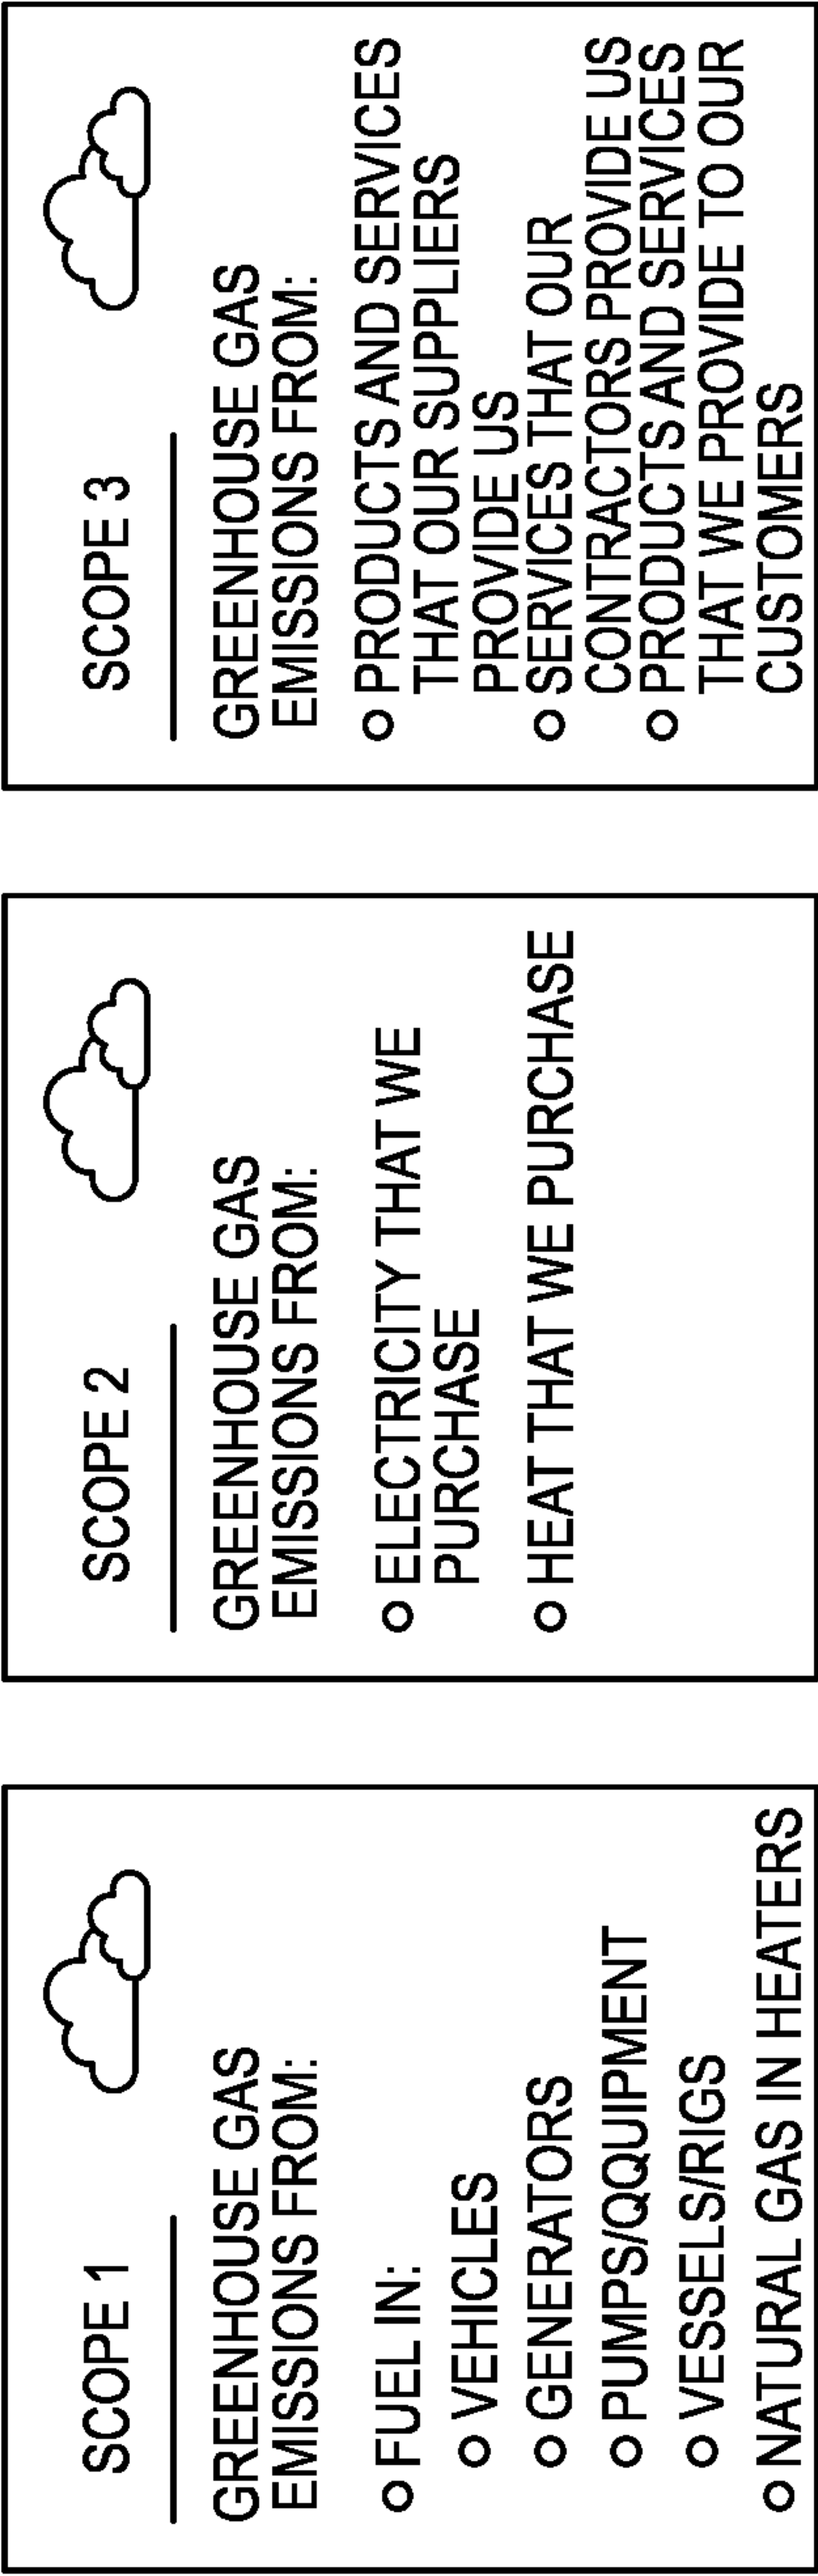 SCOPE 1
GREENHOUSE GAS
EMISSIONS FROM:
FUEL IN:
VEHICLES
GENERATORS
PUMPS/QQUIPMENT
VESSELS/RIGS
NATURAL GAS IN HEATERS
SCOPE 2
GREENHOUSE GAS
EMISSIONS FROM:
ELECTRICITY THAT WE
PURCHASE
HEAT THAT WE PURCHASE
SCOPE 3
GREENHOUSE GAS
EMISSIONS FROM:
PRODUCTS AND SERVICES
THAT OUR SUPPLIERS
PROVIDE US
SERVICES THAT OUR
CONTRACTORS PROVIDE US
PRODUCTS AND SERVICES
THAT WE PROVIDE TO OUR
CUSTOMERS